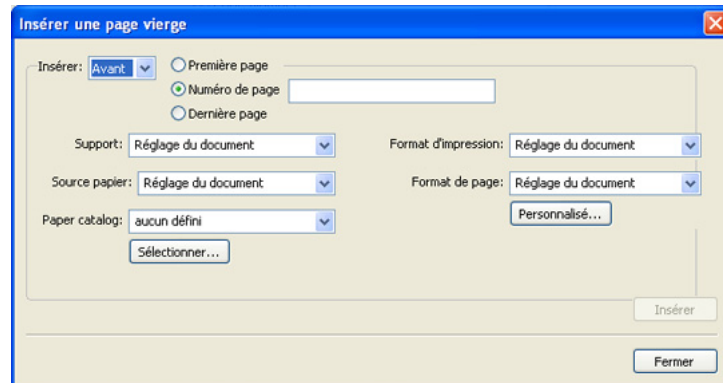 Insérer une page vierge
Insérer: Avant
Première page
Numéro de page
Dernière page
Support: Réglage du document
Format d'impression: Réglage du document
Source papier: Réglage du document
Format de page: Réglage du document
Paper catalog: aucun défini
Personnalisé...
Sélectionner...
Insérer
Fermer